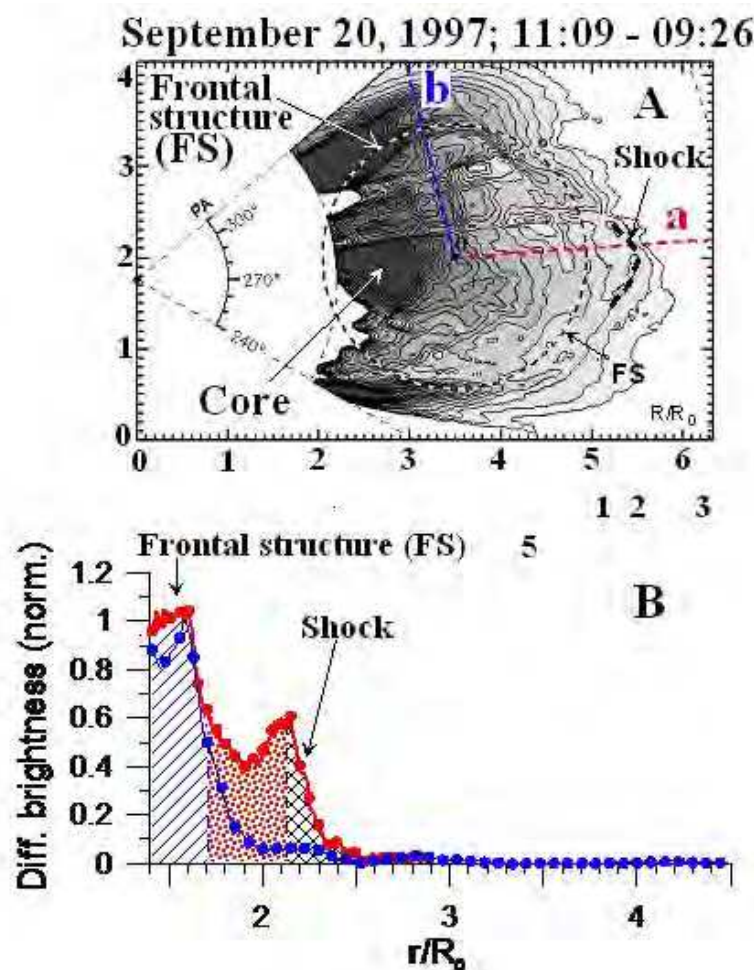 September 20, 1997; 11:09 - 09:26
4
Frontal
structure
(FS)
b
A
Shock
3
PA
300°
a
2
270°
240°
1
FS
Core
R/R₀
0
0 1 2 3 4 5 6
1 2 3
Frontal structure (FS) 5
1.2
B
1
Shock
0.8
0.6
0.4
0.2
0
Diff. brightness (norm.)
2 3 4
r/R₀